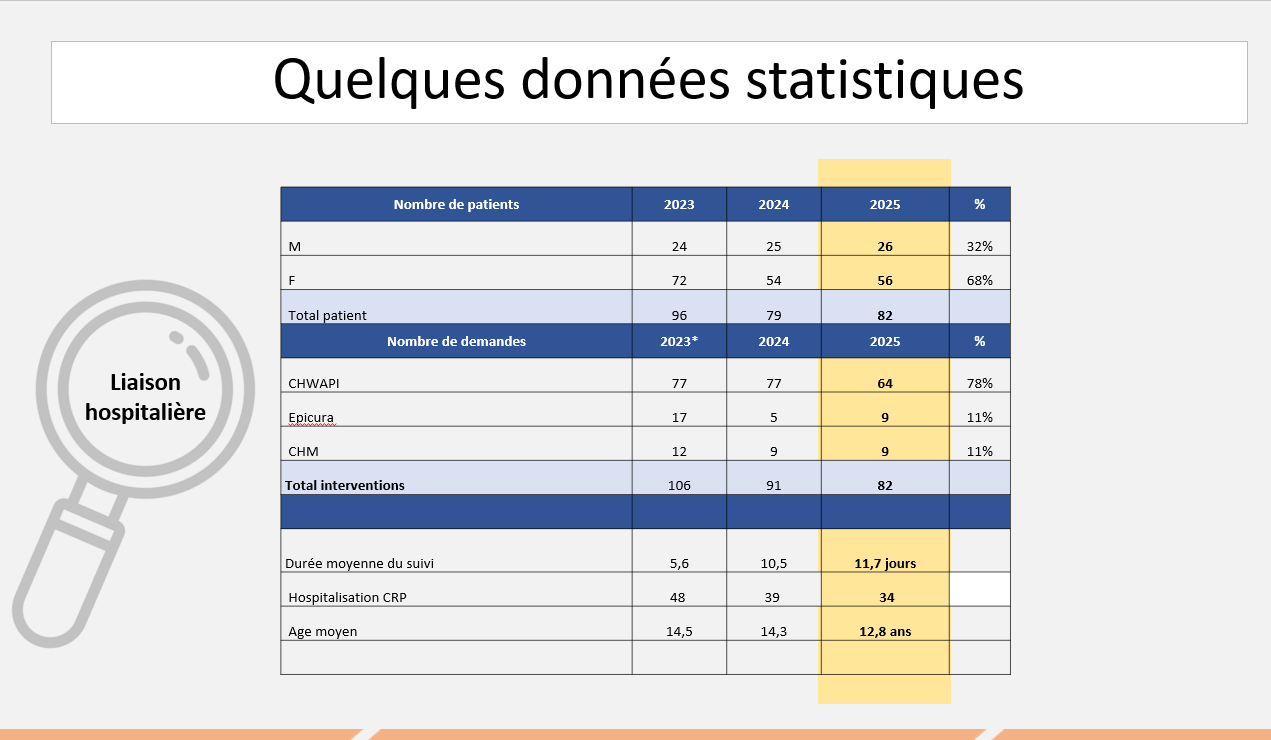 Quelques données statistiques
Liaison
hospitalière
Nombre de patients 2023 2024 2025 %
M 24 25 26 32%
F 72 54 56 68%
Total patient 96 79 82
Nombre de demandes 2023* 2024 2025 %
CHWAPI 77 77 64 78%
Epicura 17 5 9 11%
CHM 12 9 9 11%
Total interventions 106 91 82
Durée moyenne du suivi 5,6 10,5 11,7 jours
Hospitalisation CRP 48 39 34
Age moyen 14,5 14,3 12,8 ans